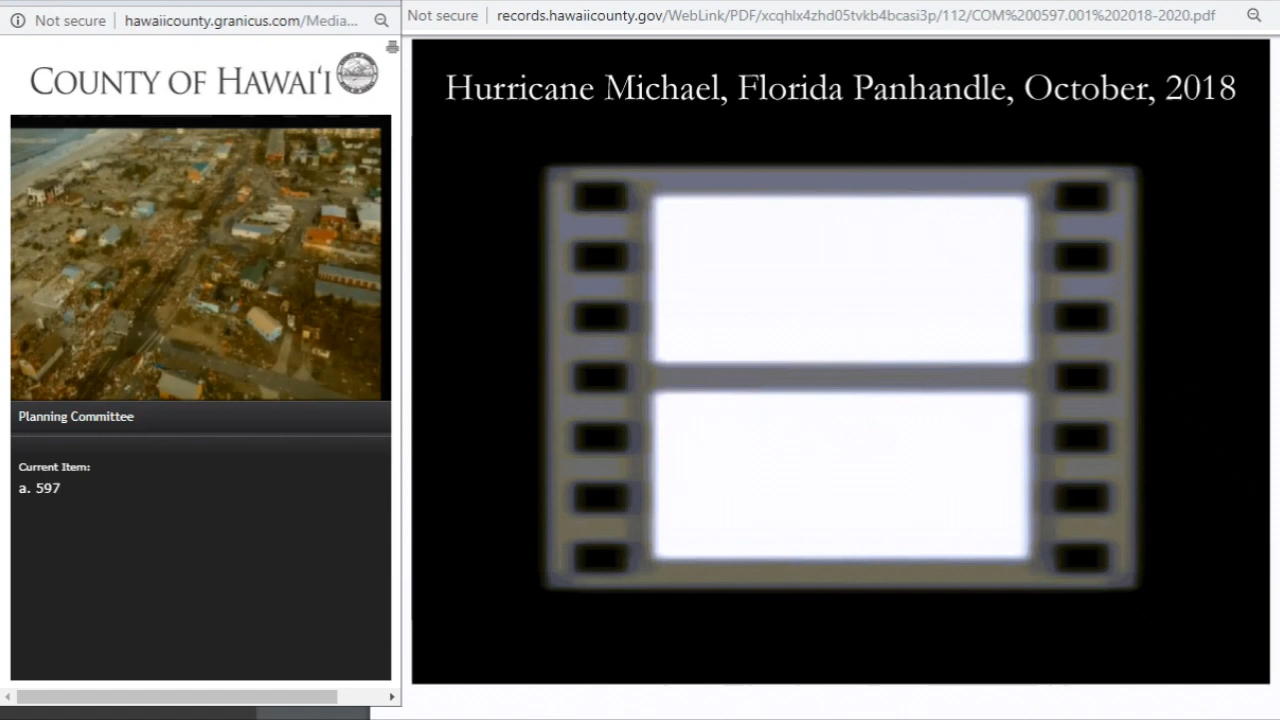 Not secure
hawaiicounty.granicus.com/Media...
COUNTY OF HAWAI‘I
Planning Committee
Current Item:
a. 597
Not secure
records.hawaiicounty.gov/WebLink/PDF/xcqhlx4zhd05tvkb4bcasi3p/112/COM%200597.001%202018-2020.pdf
Hurricane Michael, Florida Panhandle, October, 2018